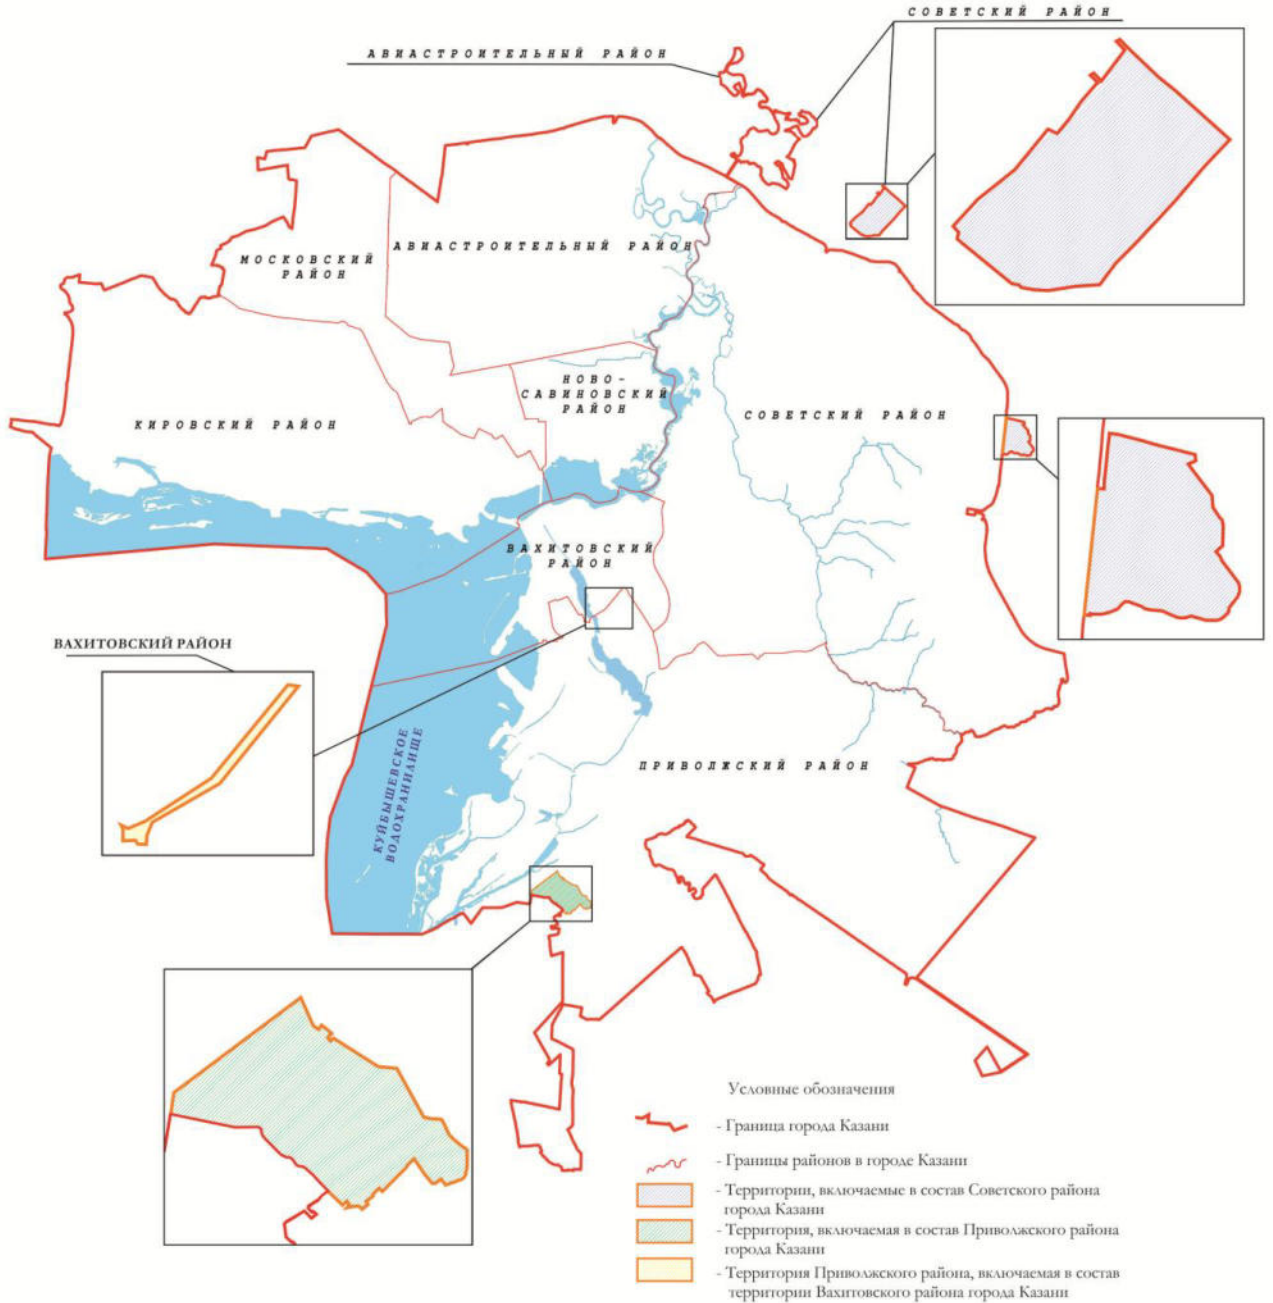 СОВЕТСКИЙ РАЙОН
АВИАСТРОИТЕЛЬНЫЙ РАЙОН
АВИАСТРОИТЕЛЬНЫЙ РАЙОН
МОСКОВСКИЙ
РАЙОН
НОВО-
САВИНОВСКИЙ
РАЙОН
КИРОВСКИЙ РАЙОН
СОВЕТСКИЙ РАЙОН
ВАХИТОВСКИЙ
РАЙОН
ВАХИТОВСКИЙ РАЙОН
КУЙБЫШЕВСКОЕ
ВОДОХРАНИЛИЩЕ
ПРИВОЛЖСКИЙ РАЙОН
Условные обозначения
- Граница города Казани
- Границы районов в городе Казани
- Территории, включаемые в состав Советского района
города Казани
- Территория, включаемая в состав Приволжского района
города Казани
- Территория Приволжского района, включаемая в состав
территории Вахитовского района города Казани